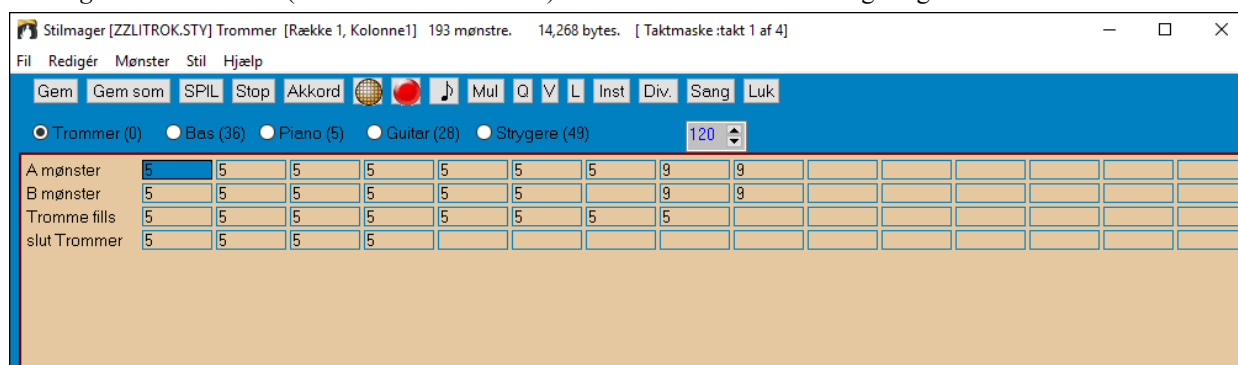 Stilmager [ZZLITROK.STY] Trommer [Række 1, Kolonne1] 193 mønstre. 14,268 bytes. [ Taktmaske :takt 1 af 4]
Fil Redigér Mønster Stil Hjælp
Gem Gem som SPIL Stop Akkord Mul Q V L Inst Div. Sang Luk
Trommer (0) Bas (36) Piano (5) Guitar (28) Strygere (49) 120
A mønster 5 5 5 5 5 5 5 9 9
B mønster 5 5 5 5 5 5 9 9
Tromme fills 5 5 5 5 5 5 5 5
slut Trommer 5 5 5 5